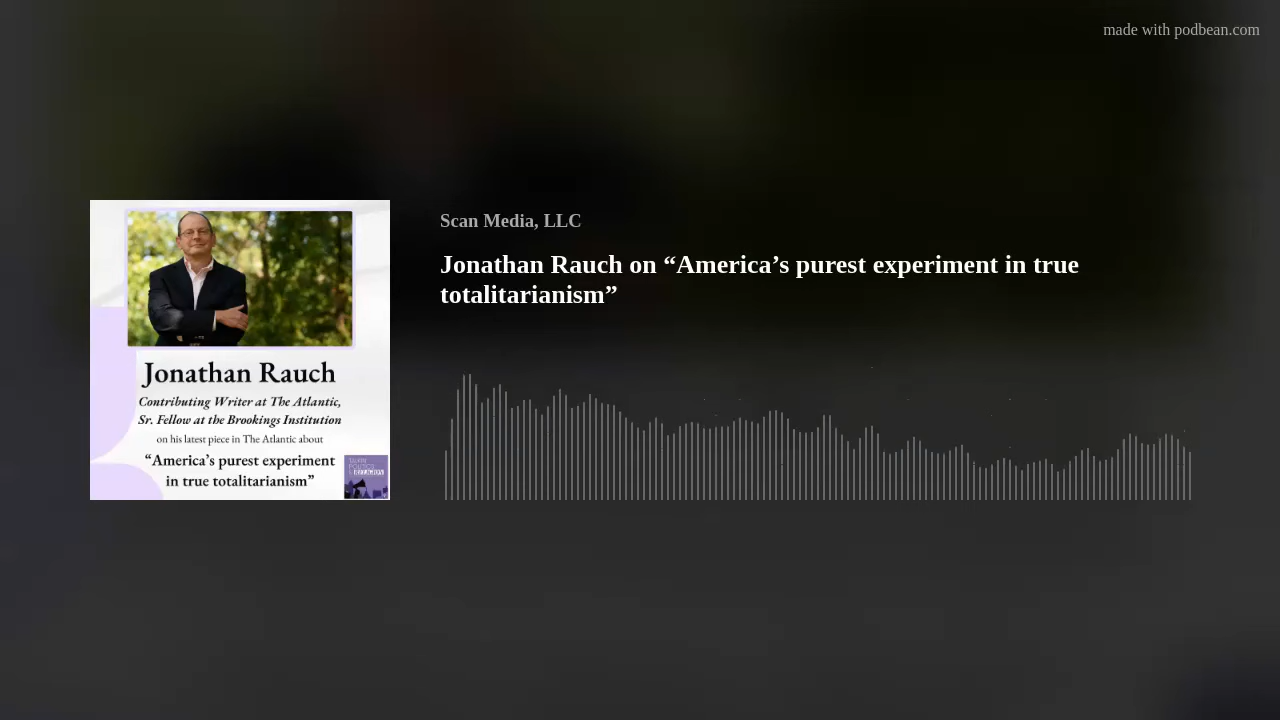 made with podbean.com
Scan Media, LLC
Jonathan Rauch on “America’s purest experiment in true
totalitarianism”
Jonathan Rauch
Contributing Writer at The Atlantic,
Sr. Fellow at the Brookings Institution
on his latest piece in The Atlantic about
“America’s purest experiment
in true totalitarianism”